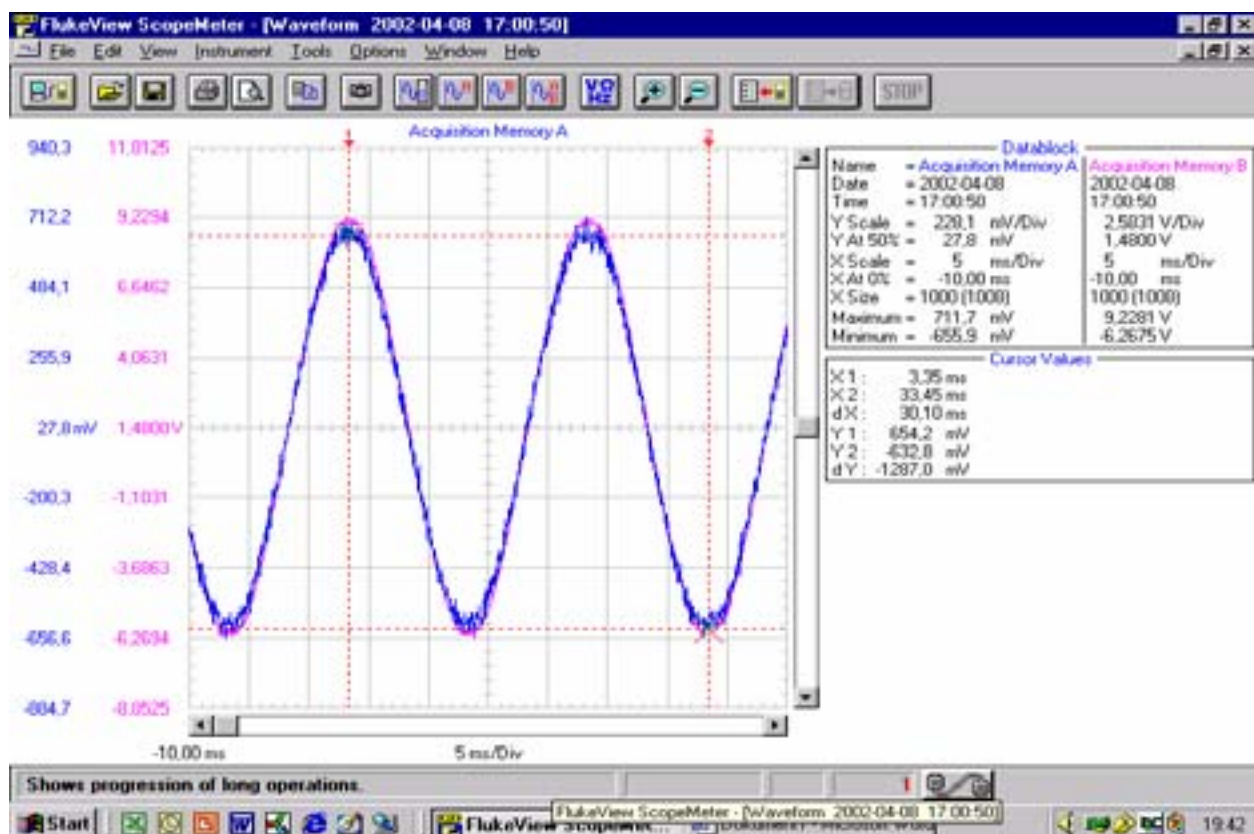 FlukeView ScopeMeter - [Waveform 2002-04-08 17:00:50]
File Edit View Instrument Tools Options Window Help
VΩ HZ STOP
Acquisition Memory A
1 2
940,3 11,8125
712,2 9,2294
484,1 6,6462
255,9 4,0631
27,8mV 1,4800V
-200,3 -1,1031
-428,4 -3,6863
-656,6 -6,2694
-884,7 -8,8525
-10,00 ms 5 ms/Div
Datablock
Name = Acquisition Memory A Acquisition Memory B
Date = 2002-04-08 2002-04-08
Time = 17:00:50 17:00:50
Y Scale = 228,1 mV/Div 2,5831 V/Div
Y At 50% = 27,8 mV 1,4800 V
X Scale = 5 ms/Div 5 ms/Div
X At 0% = -10,00 ms -10,00 ms
X Size = 1000 (1000) 1000 (1000)
Maximum = 711,7 mV 9,2281 V
Minimum = -655,9 mV -6,2675 V
Cursor Values
X1 : 3,35 ms
X2 : 33,45 ms
dX : 30,10 ms
Y1 : 654,2 mV
Y2 : -632,8 mV
dY : -1287,0 mV
Shows progression of long operations. 1
FlukeView ScopeMeter - [Waveform 2002-04-08 17:00:50]
Start FlukeView ScopeMet... 19:42